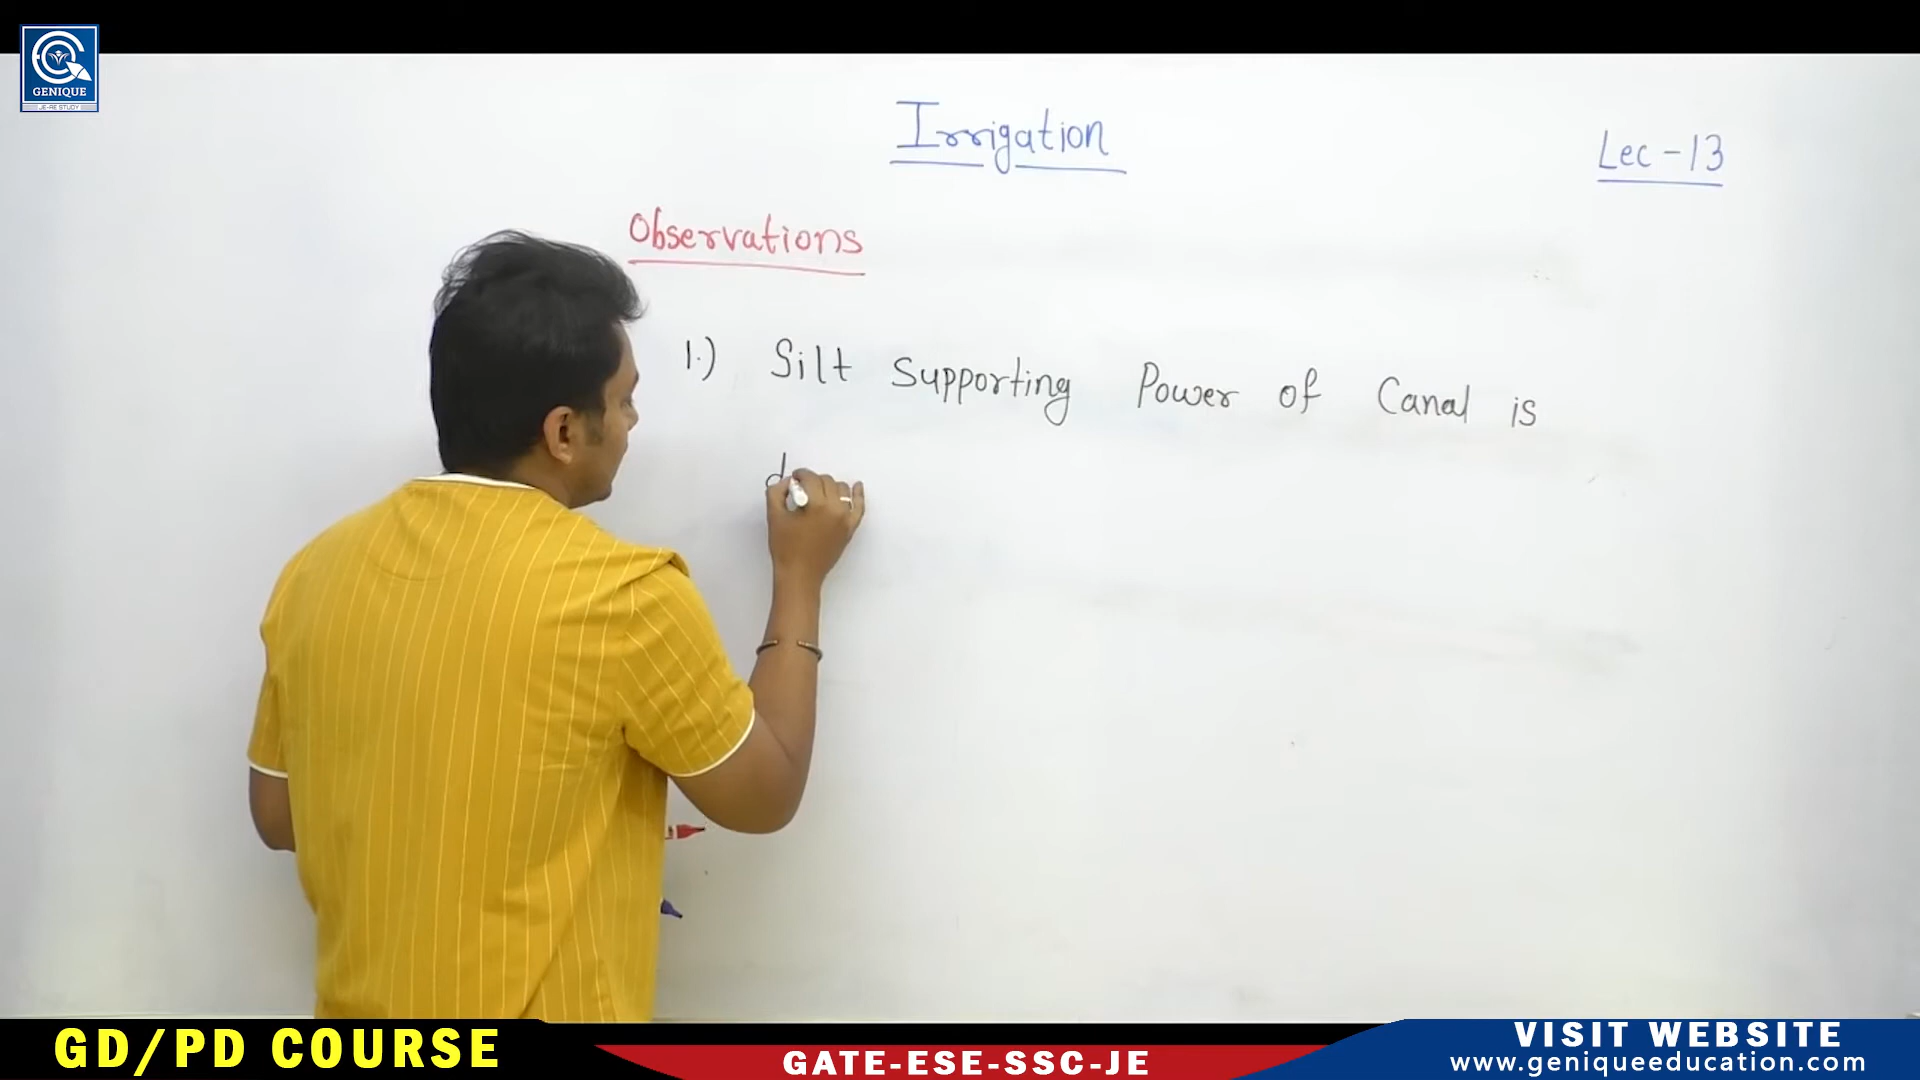 GENIQUE
JE-AE STUDY
Irrigation
Lec-13
Observations
1.) Silt Supporting Power of Canal is
d
GD/PD COURSE
GATE-ESE-SSC-JE
VISIT WEBSITE
www.geniqueeducation.com